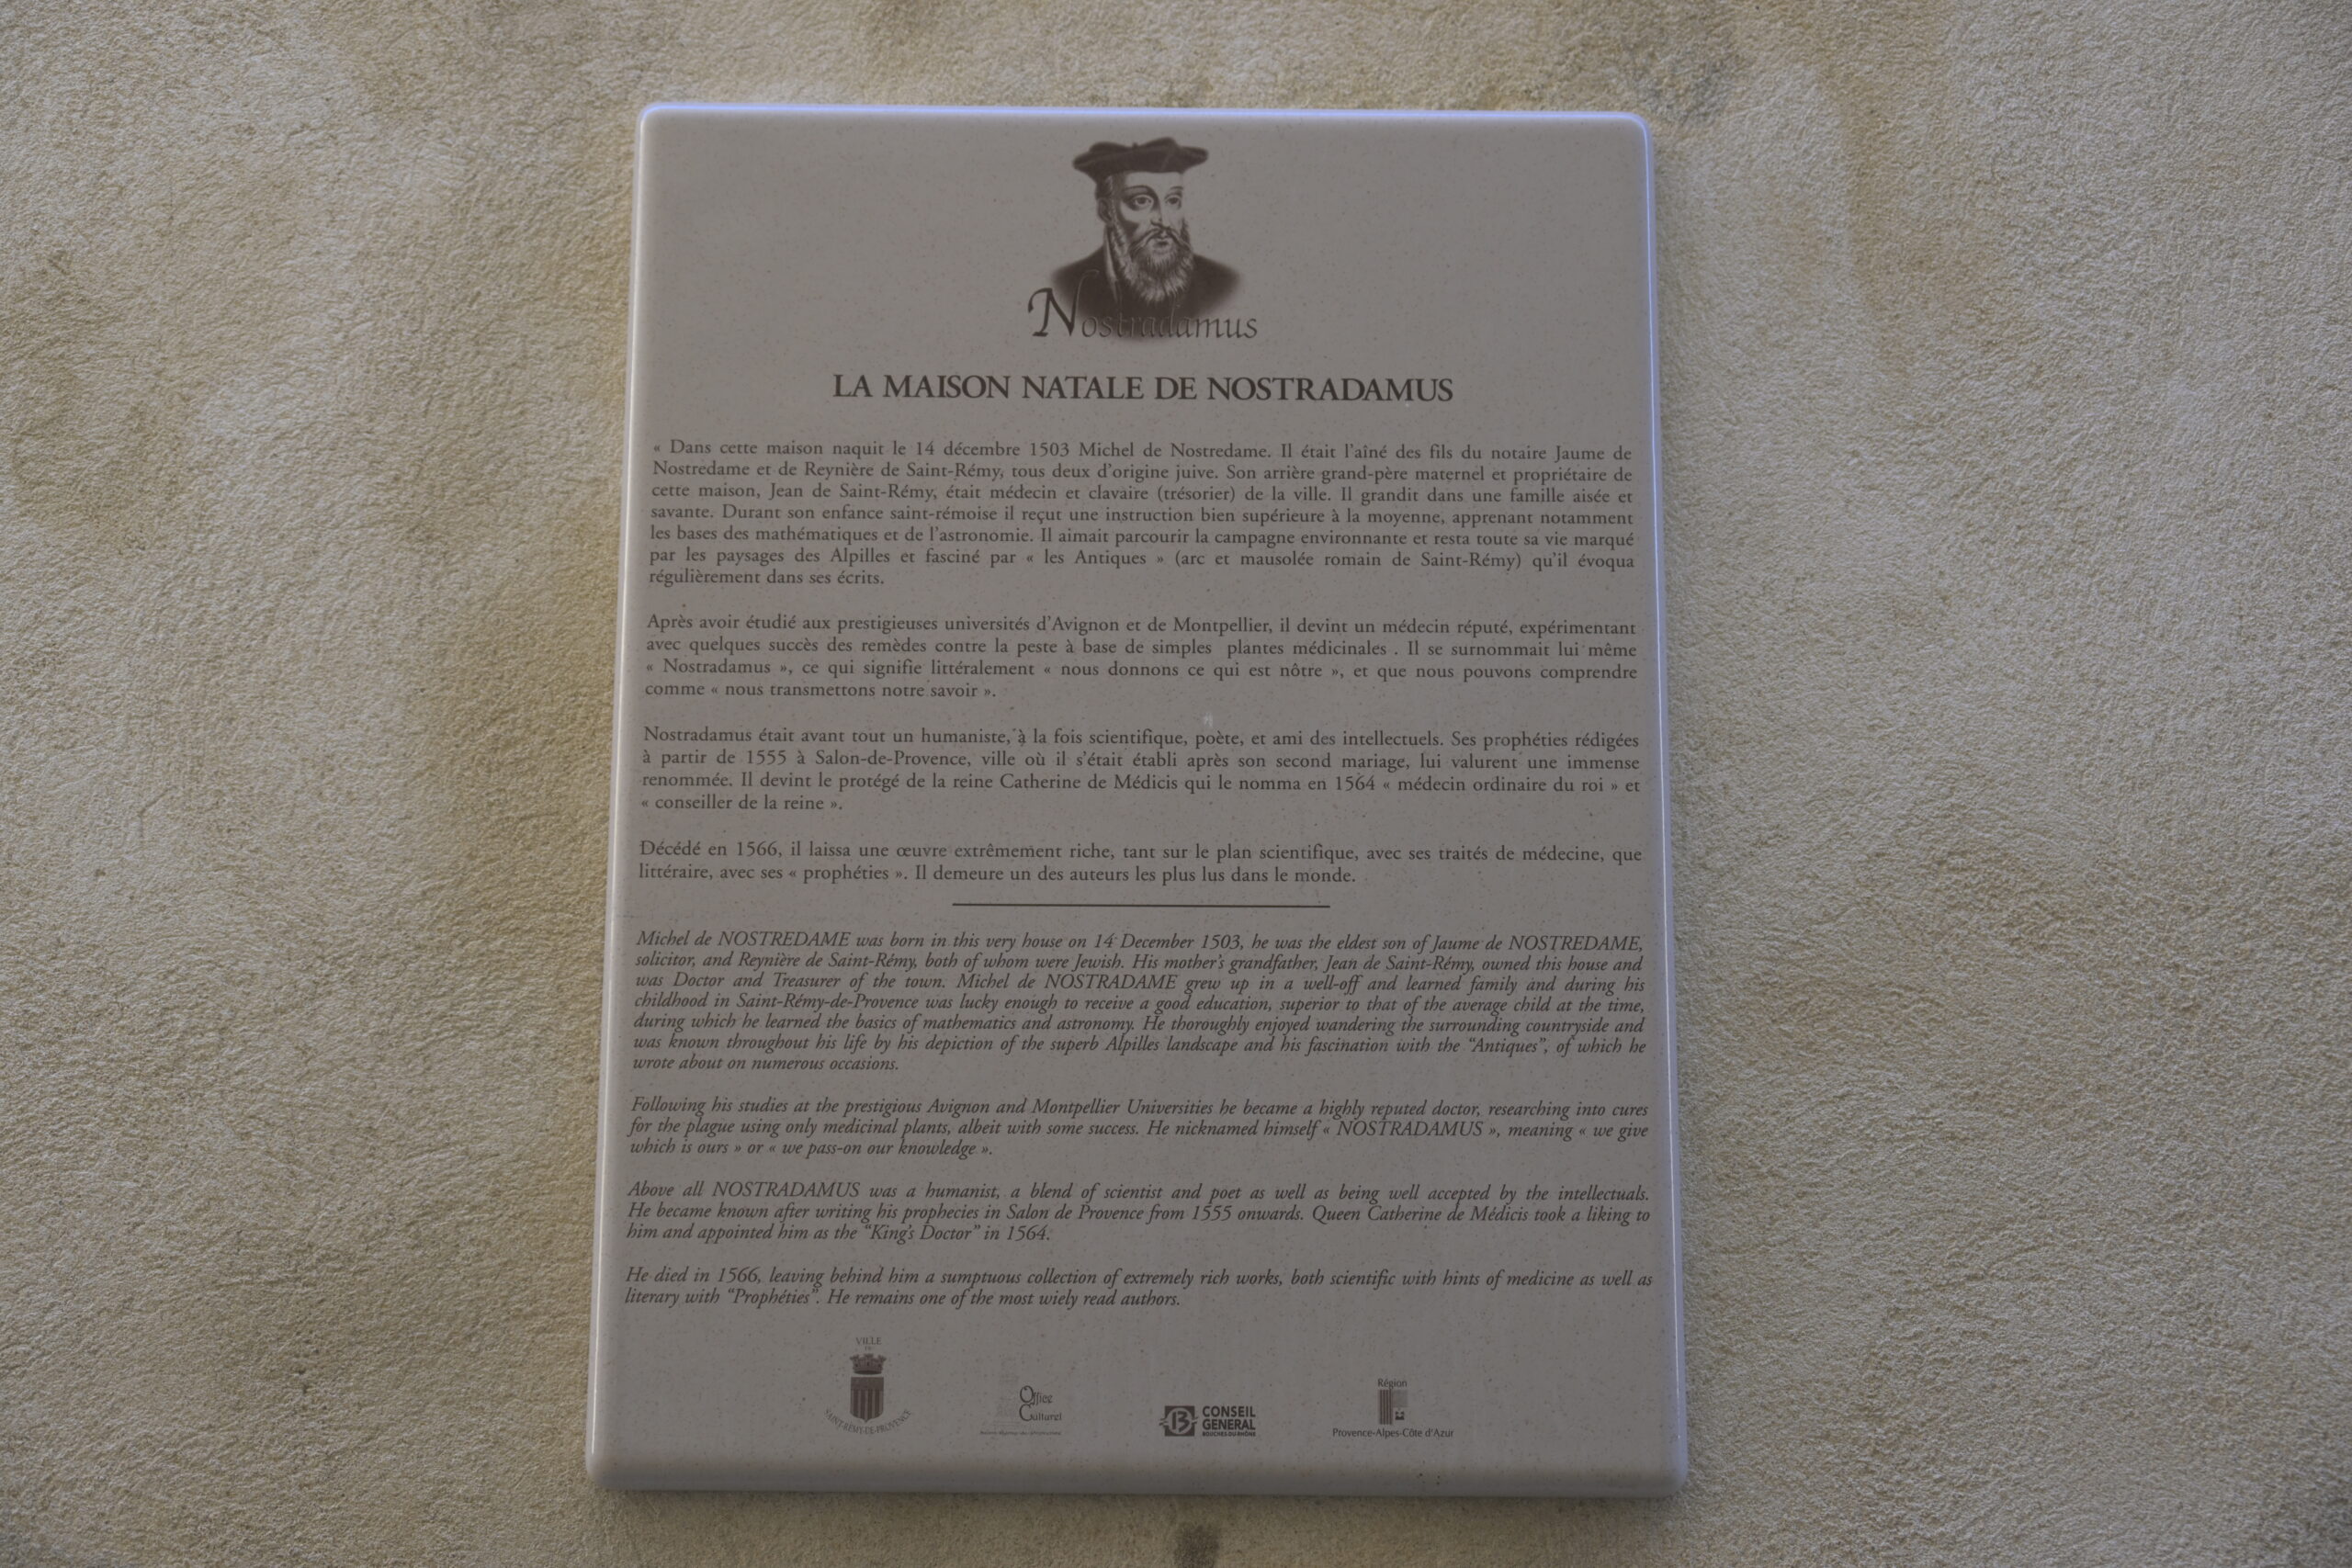 Nostradamus
LA MAISON NATALE DE NOSTRADAMUS
« Dans cette maison naquit le 14 décembre 1503 Michel de Nostredame. Il était l'aîné des fils du notaire Jaume de
Nostredame et de Reynière de Saint-Rémy, tous deux d'origine juive. Son arrière grand-père maternel et propriétaire de
cette maison, Jean de Saint-Rémy, était médecin et clavaire (trésorier) de la ville. Il grandit dans une famille aisée et
savante. Durant son enfance saint-rémoise il reçut une instruction bien supérieure à la moyenne, apprenant notamment
les bases des mathématiques et de l'astronomie. Il aimait parcourir la campagne environnante et resta toute sa vie marqué
par les paysages des Alpilles et fasciné par « les Antiques » (arc et mausolée romain de Saint-Rémy) qu'il évoqua
régulièrement dans ses écrits.
Après avoir étudié aux prestigieuses universités d'Avignon et de Montpellier, il devint un médecin réputé, expérimentant
avec quelques succès des remèdes contre la peste à base de simples plantes médicinales . Il se surnommait lui même
« Nostradamus », ce qui signifie littéralement « nous donnons ce qui est nôtre », et que nous pouvons comprendre
comme « nous transmettons notre savoir ».
Nostradamus était avant tout un humaniste, à la fois scientifique, poète, et ami des intellectuels. Ses prophéties rédigées
à partir de 1555 à Salon-de-Provence, ville où il s'était établi après son second mariage, lui valurent une immense
renommée. Il devint le protégé de la reine Catherine de Médicis qui le nomma en 1564 « médecin ordinaire du roi » et
« conseiller de la reine ».
Décédé en 1566, il laissa une œuvre extrêmement riche, tant sur le plan scientifique, avec ses traités de médecine, que
littéraire, avec ses « prophéties ». Il demeure un des auteurs les plus lus dans le monde.
Michel de NOSTREDAME was born in this very house on 14 December 1503, he was the eldest son of Jaume de NOSTREDAME,
solicitor, and Reynière de Saint-Rémy, both of whom were Jewish. His mother's grandfather, Jean de Saint-Rémy, owned this house and
was Doctor and Treasurer of the town. Michel de NOSTRADAME grew up in a well-off and learned family and during his
childhood in Saint-Rémy-de-Provence was lucky enough to receive a good education, superior to that of the average child at the time,
during which he learned the basics of mathematics and astronomy. He thoroughly enjoyed wandering the surrounding countryside and
was known throughout his life by his depiction of the superb Alpilles landscape and his fascination with the "Antiques", of which he
wrote about on numerous occasions.
Following his studies at the prestigious Avignon and Montpellier Universities he became a highly reputed doctor, researching into cures
for the plague using only medicinal plants, albeit with some success. He nicknamed himself « NOSTRADAMUS », meaning « we give
which is ours » or « we pass-on our knowledge ».
Above all NOSTRADAMUS was a humanist, a blend of scientist and poet as well as being well accepted by the intellectuals.
He became known after writing his prophecies in Salon de Provence from 1555 onwards. Queen Catherine de Médicis took a liking to
him and appointed him as the "King's Doctor" in 1564.
He died in 1566, leaving behind him a sumptuous collection of extremely rich works, both scientific with hints of medicine as well as
literary with "Prophéties". He remains one of the most wiely read authors.
VILLE
DE
SAINT-RÉMY-DE-PROVENCE
Office
Culturel
CONSEIL
GENERAL
BOUCHES-DU-RHÔNE
Région
Provence-Alpes-Côte d'Azur